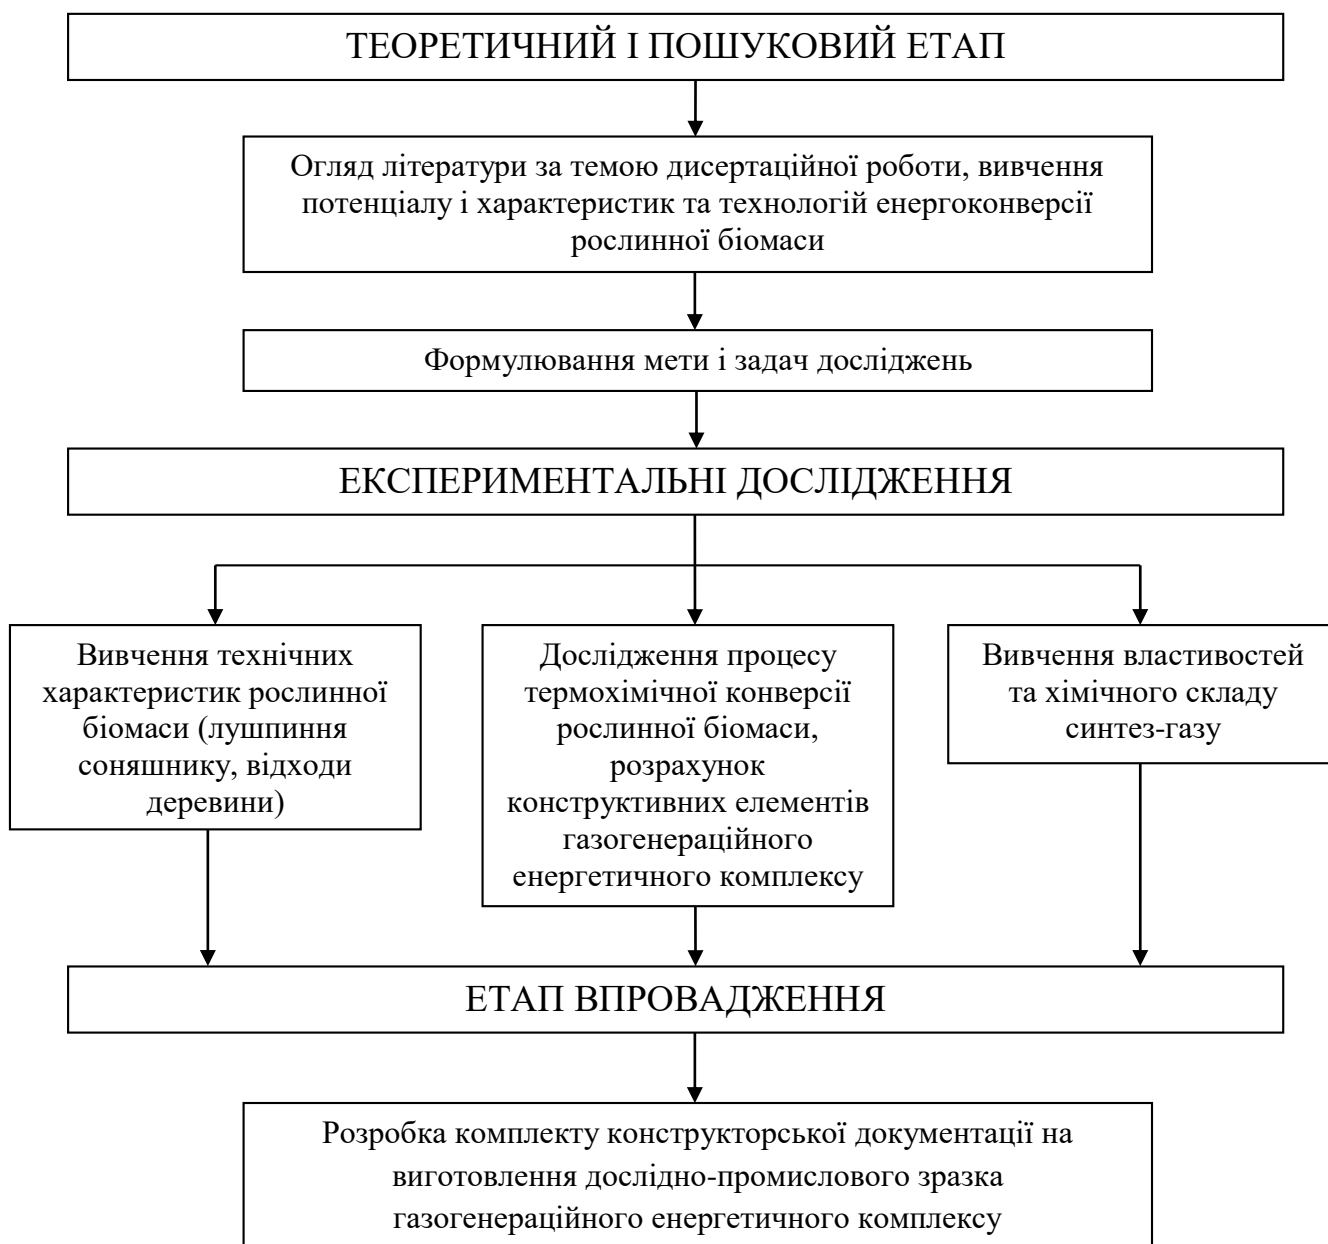 ТЕОРЕТИЧНИЙ І ПОШУКОВИЙ ЕТАП
Огляд літератури за темою дисертаційної роботи, вивчення
потенціалу і характеристик та технологій енергоконверсії
рослинної біомаси
Формулювання мети і задач досліджень
ЕКСПЕРИМЕНТАЛЬНІ ДОСЛІДЖЕННЯ
Вивчення технічних
характеристик рослинної
біомаси (лушпиння
соняшнику, відходи
деревини)
Дослідження процесу
термохімічної конверсії
рослинної біомаси,
розрахунок
конструктивних елементів
газогенераційного
енергетичного комплексу
Вивчення властивостей
та хімічного складу
синтез-газу
ЕТАП ВПРОВАДЖЕННЯ
Розробка комплекту конструкторської документації на
виготовлення дослідно-промислового зразка
газогенераційного енергетичного комплексу